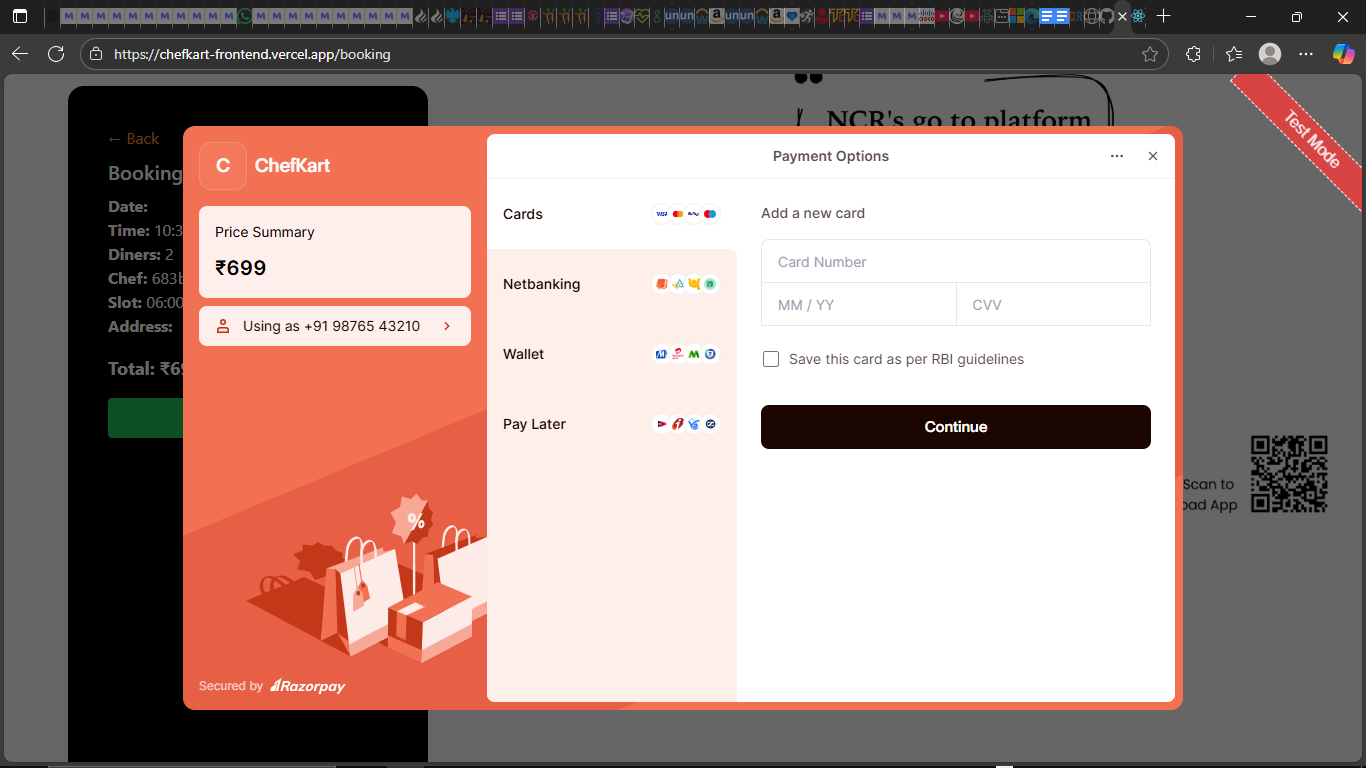 https://chefkart-frontend.vercel.app/booking
NCR's go to platform
Test Mode
← Back
Booking
Date:
Time: 10:3
Diners: 2
Chef: 683b
Slot: 06:00
Address:
Total: ₹69
C
ChefKart
Price Summary
₹699
Using as +91 98765 43210
Secured by Razorpay
Payment Options
Cards
VISA
Netbanking
Wallet
Pay Later
Add a new card
Card Number
MM / YY
CVV
Save this card as per RBI guidelines
Continue
%
Scan to
oad App